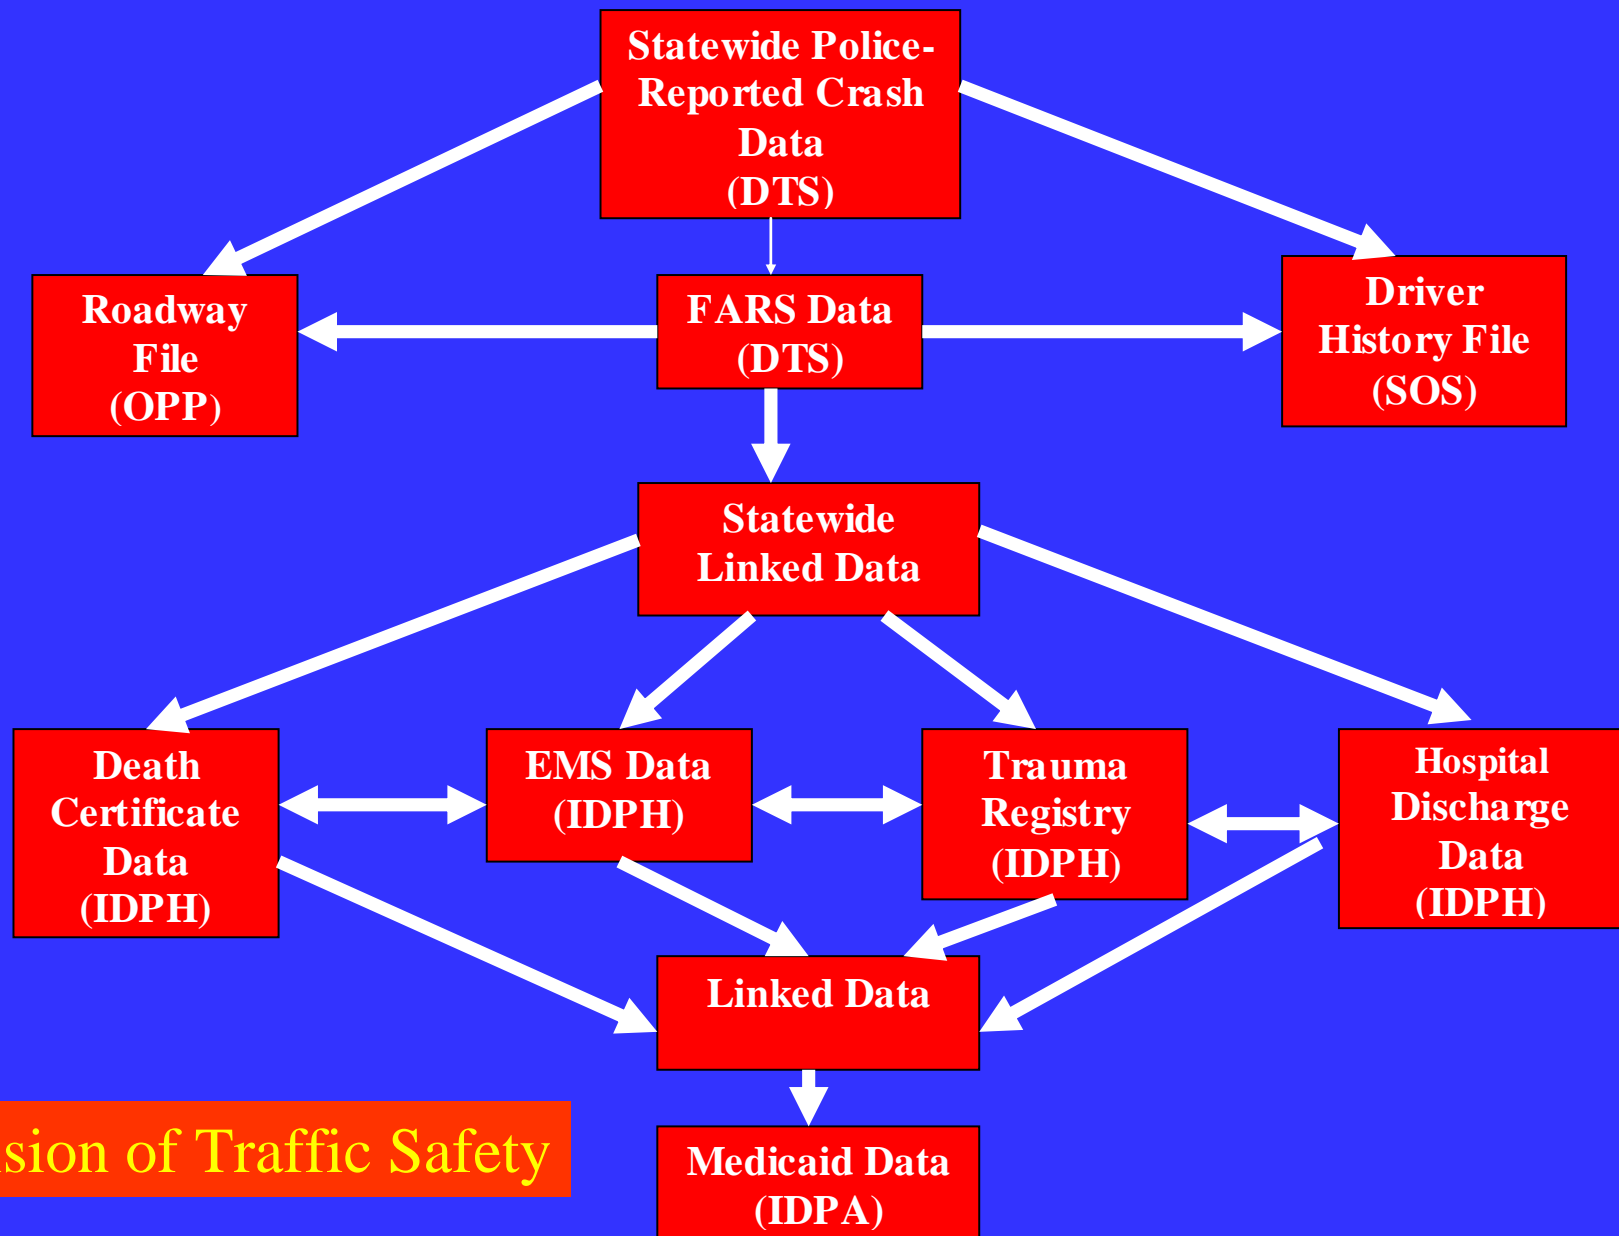 Statewide Police-
Reported Crash
Data
(DTS)
Roadway
File
(OPP)
FARS Data
(DTS)
Driver
History File
(SOS)
Statewide
Linked Data
Death
Certificate
Data
(IDPH)
EMS Data
(IDPH)
Trauma
Registry
(IDPH)
Hospital
Discharge
Data
(IDPH)
Linked Data
sion of Traffic Safety
Medicaid Data
(IDPA)